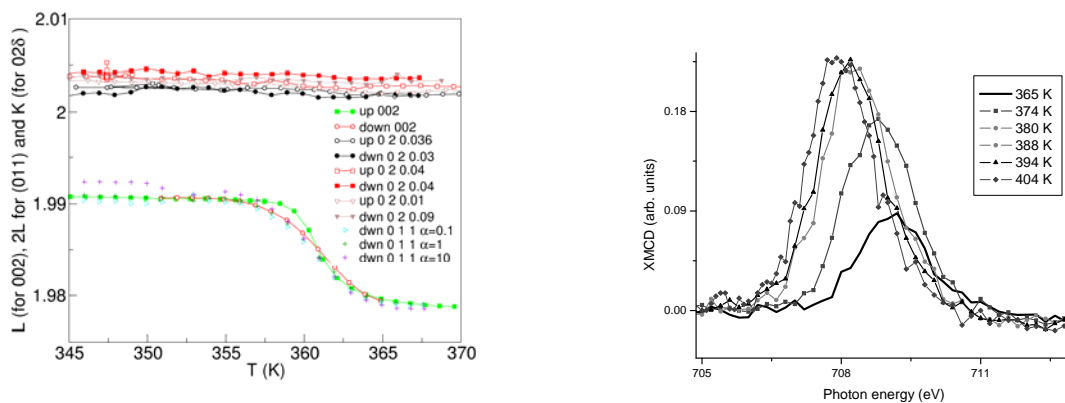 2.01
2
1.99
1.98
L (for 002), 2L for (011) and K (for 02δ)
345 350 355 360 365 370
T (K)
up 002
down 002
up 0 2 0.036
dwn 0 2 0.03
up 0 2 0.04
dwn 0 2 0.04
up 0 2 0.01
dwn 0 2 0.09
dwn 0 1 1 α=0.1
dwn 0 1 1 α=1
dwn 0 1 1 α=10
XMCD (arb. units)
0.18
0.09
0.00
705 708 711
Photon energy (eV)
365 K
374 K
380 K
388 K
394 K
404 K